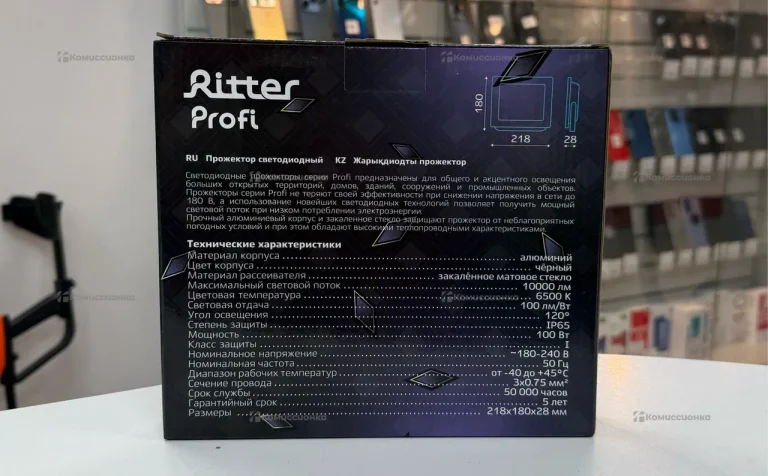 Ritter
Profi
180
218
28
RU Прожектор светодиодный KZ Жарықдиодты прожектор
Светодиодные прожекторы серии Profi предназначены для общего и акцентного освещения
больших открытых территорий, домов, зданий, сооружений и промышленных объектов.
Прожекторы серии Profi не теряют своей эффективности при снижении напряжения в сети до
180 В, а использование новейших светодиодных технологий позволяет получить мощный
световой поток при низком потреблении электроэнергии.
Прочный алюминиевый корпус и закаленное стекло защищают прожектор от неблагоприятных
погодных условий и при этом обладают высокими теплопроводными характеристиками.
Технические характеристики
Материал корпуса алюминий
Цвет корпуса чёрный
Материал рассеивателя закалённое матовое стекло
Максимальный световой поток 10000 лм
Цветовая температура 6500 К
Световая отдача 100 лм/Вт
Угол освещения 120°
Степень защиты IP65
Мощность 100 Вт
Класс защиты I
Номинальное напряжение ~180-240 В
Номинальная частота 50 Гц
Диапазон рабочих температур от -40 до +45°С
Сечение провода 3х0.75 мм²
Срок службы 50 000 часов
Гарантийный срок 5 лет
Размеры 218х180х28 мм
Комиссионка
Комиссионка
Комиссионка
Комиссионка
Комиссионка
Комиссионка